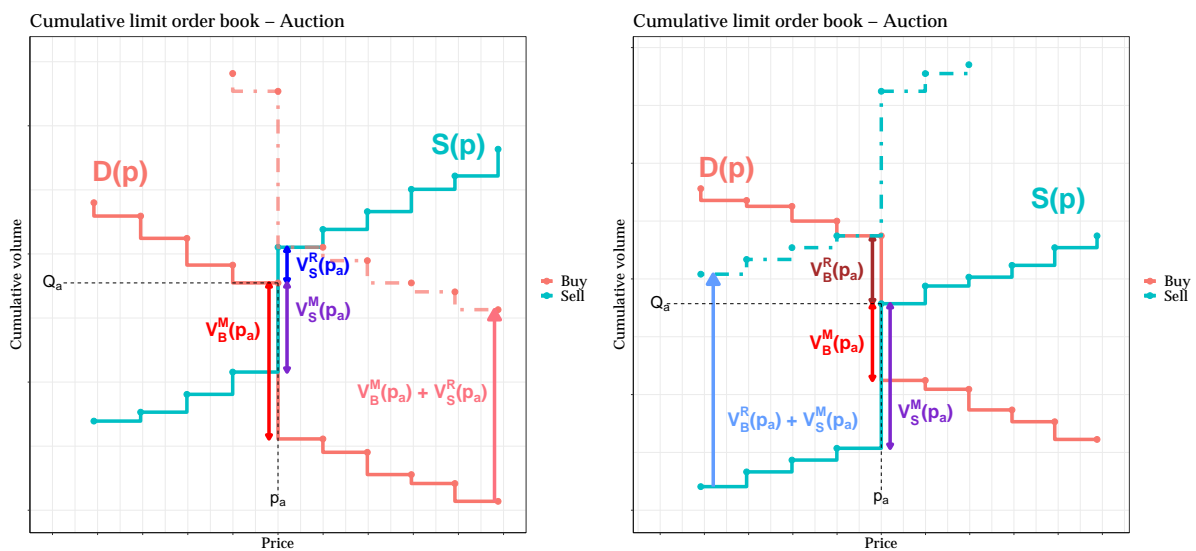 Cumulative limit order book – Auction
D(p)
S(p)
V_S^R(p_a)
Q_a
V_S^M(p_a)
V_B^M(p_a)
V_B^M(p_a) + V_S^R(p_a)
p_a
Cumulative volume
Price
Buy
Sell
Cumulative limit order book – Auction
D(p)
S(p)
V_B^R(p_a)
Q_a
V_B^M(p_a)
V_B^R(p_a) + V_S^M(p_a)
V_S^M(p_a)
p_a
Cumulative volume
Price
Buy
Sell